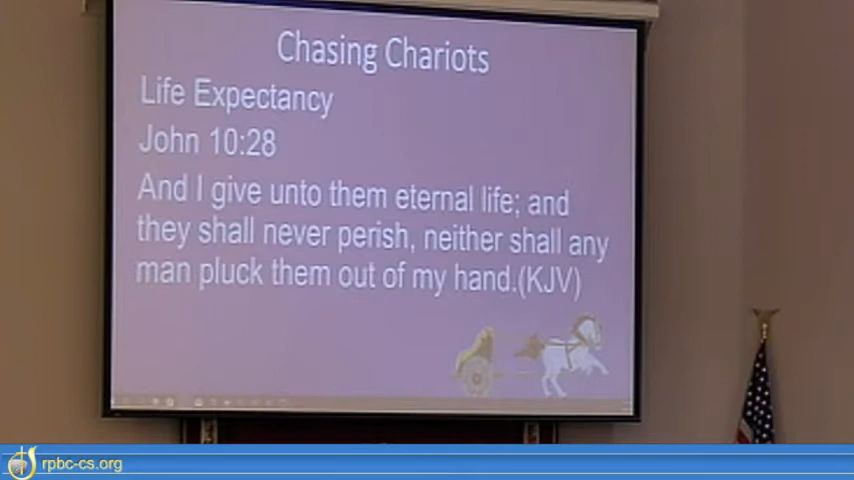 Chasing Chariots
Life Expectancy
John 10:28
And I give unto them eternal life; and
they shall never perish, neither shall any
man pluck them out of my hand.(KJV)
rpbc-cs.org